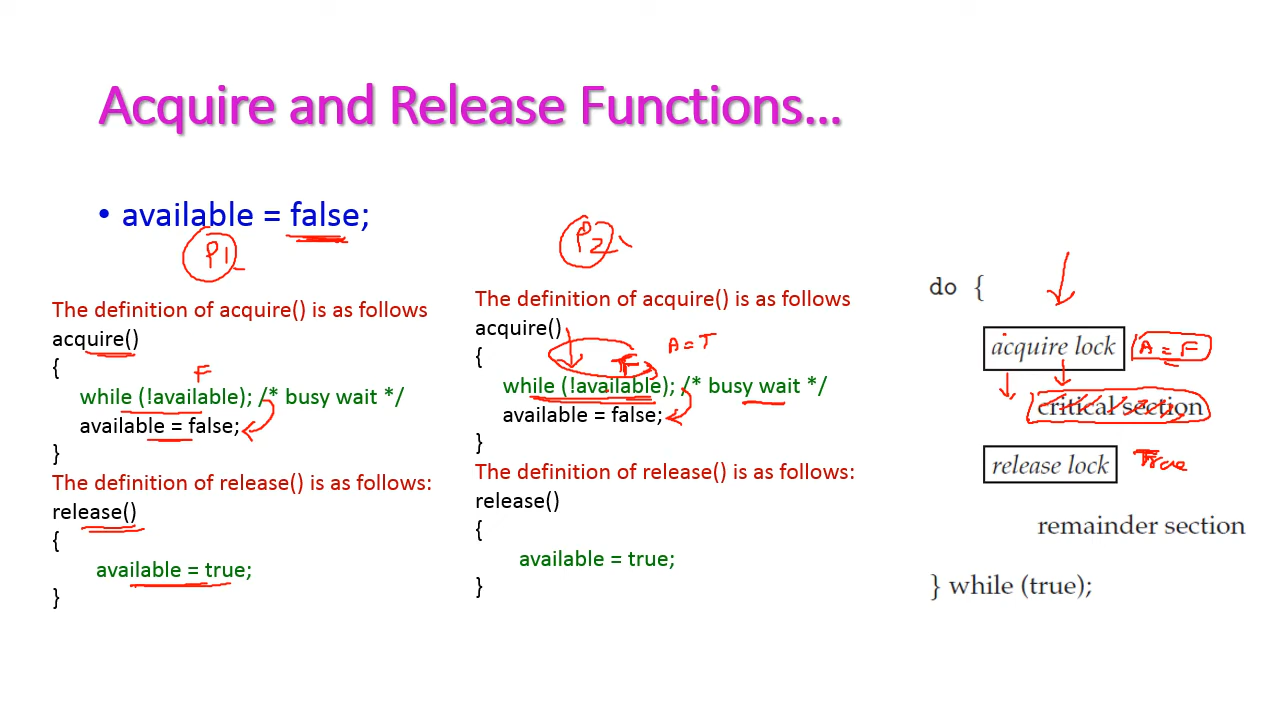 Acquire and Release Functions...
• available = false;
P1
The definition of acquire() is as follows
acquire()
{
F
while (!available); /* busy wait */
available = false;
}
The definition of release() is as follows:
release()
{
available = true;
}
P2
The definition of acquire() is as follows
acquire()
{
A = T
while (!available); /* busy wait */
available = false;
}
The definition of release() is as follows:
release()
{
available = true;
}
do {
acquire lock A = F
critical section
release lock True
remainder section
} while (true);